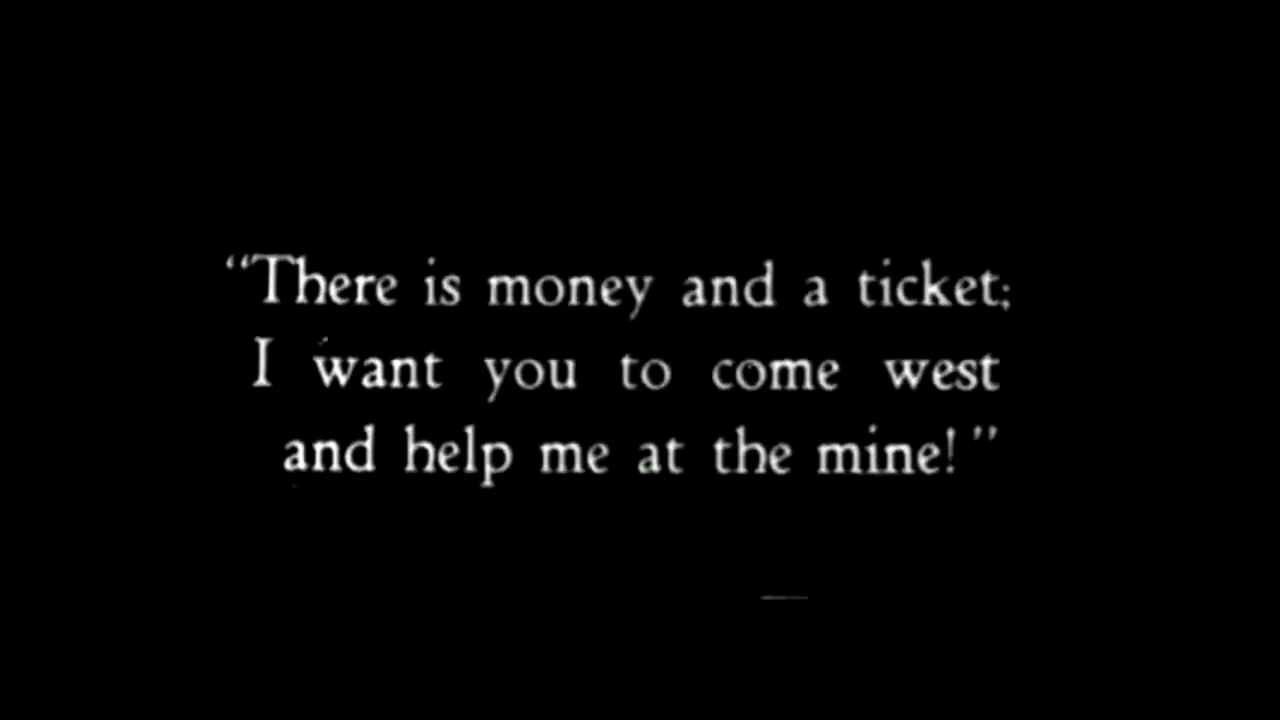 “There is money and a ticket;
I want you to come west
and help me at the mine!”